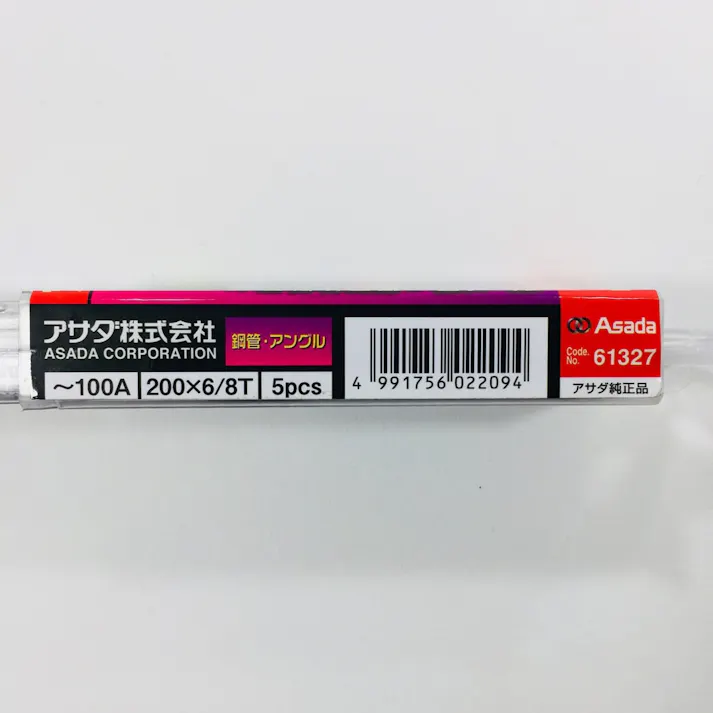 アサダ株式会社
ASADA CORPORATION
鋼管・アングル
~100A
200×6/8T
5pcs
4 991756 022094
Asada
Code. No. 61327
アサダ純正品